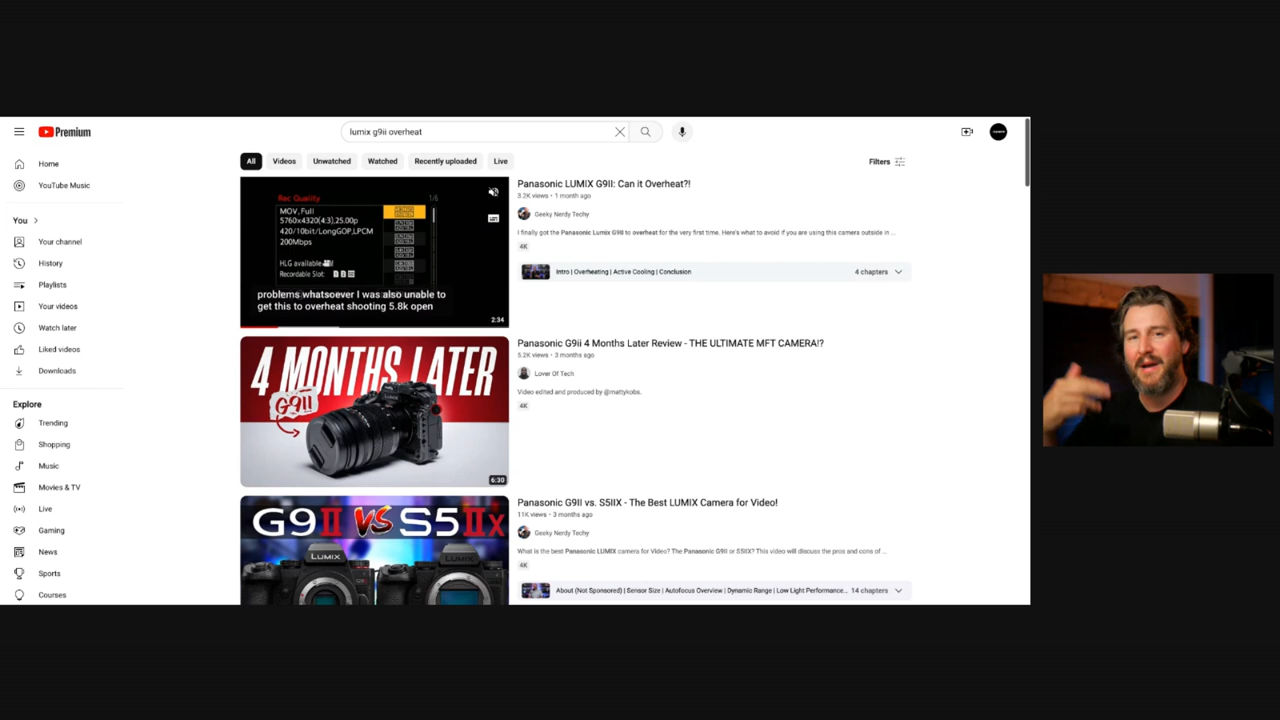 Premium
lumix g9ii overheat
All
Videos
Unwatched
Watched
Recently uploaded
Live
Filters
Home
YouTube Music
You
Your channel
History
Playlists
Your videos
Watch later
Liked videos
Downloads
Explore
Trending
Shopping
Music
Movies & TV
Live
Gaming
News
Sports
Courses
Rec Quality
1/6
MOV,Full
5760x4320(4:3),25.00p
420/10bit/LongGOP,LPCM
200Mbps
HLG available
Recordable Slot:
problems whatsoever I was also unable to
get this to overheat shooting 5.8k open
2:34
Panasonic LUMIX G9II: Can it Overheat?!
3.2K views • 1 month ago
Geeky Nerdy Techy
I finally got the Panasonic Lumix G9II to overheat for the very first time. Here's what to avoid if you are using this camera outside in ...
4K
Intro | Overheating | Active Cooling | Conclusion
4 chapters
4 MONTHS LATER
G9II
6:30
Panasonic G9ii 4 Months Later Review - THE ULTIMATE MFT CAMERA!?
5.2K views • 3 months ago
Lover Of Tech
Video edited and produced by @mattykobs.
4K
G9II VS S5IIX
LUMIX
LUMIX
Panasonic G9II vs. S5IIX - The Best LUMIX Camera for Video!
11K views • 3 months ago
Geeky Nerdy Techy
What is the best Panasonic LUMIX camera for Video? The Panasonic G9II or S5IIX? This video will discuss the pros and cons of ...
4K
About (Not Sponsored) | Sensor Size | Autofocus Overview | Dynamic Range | Low Light Performance...
14 chapters